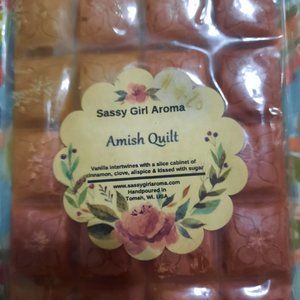 Sassy Girl Aroma
Amish Quilt
Vanilla intertwines with a slice cabinet of
cinnamon, clove, allspice & kissed with sugar
www.sassygirlaroma.com
Handpoured in
Tomah, WI. USA